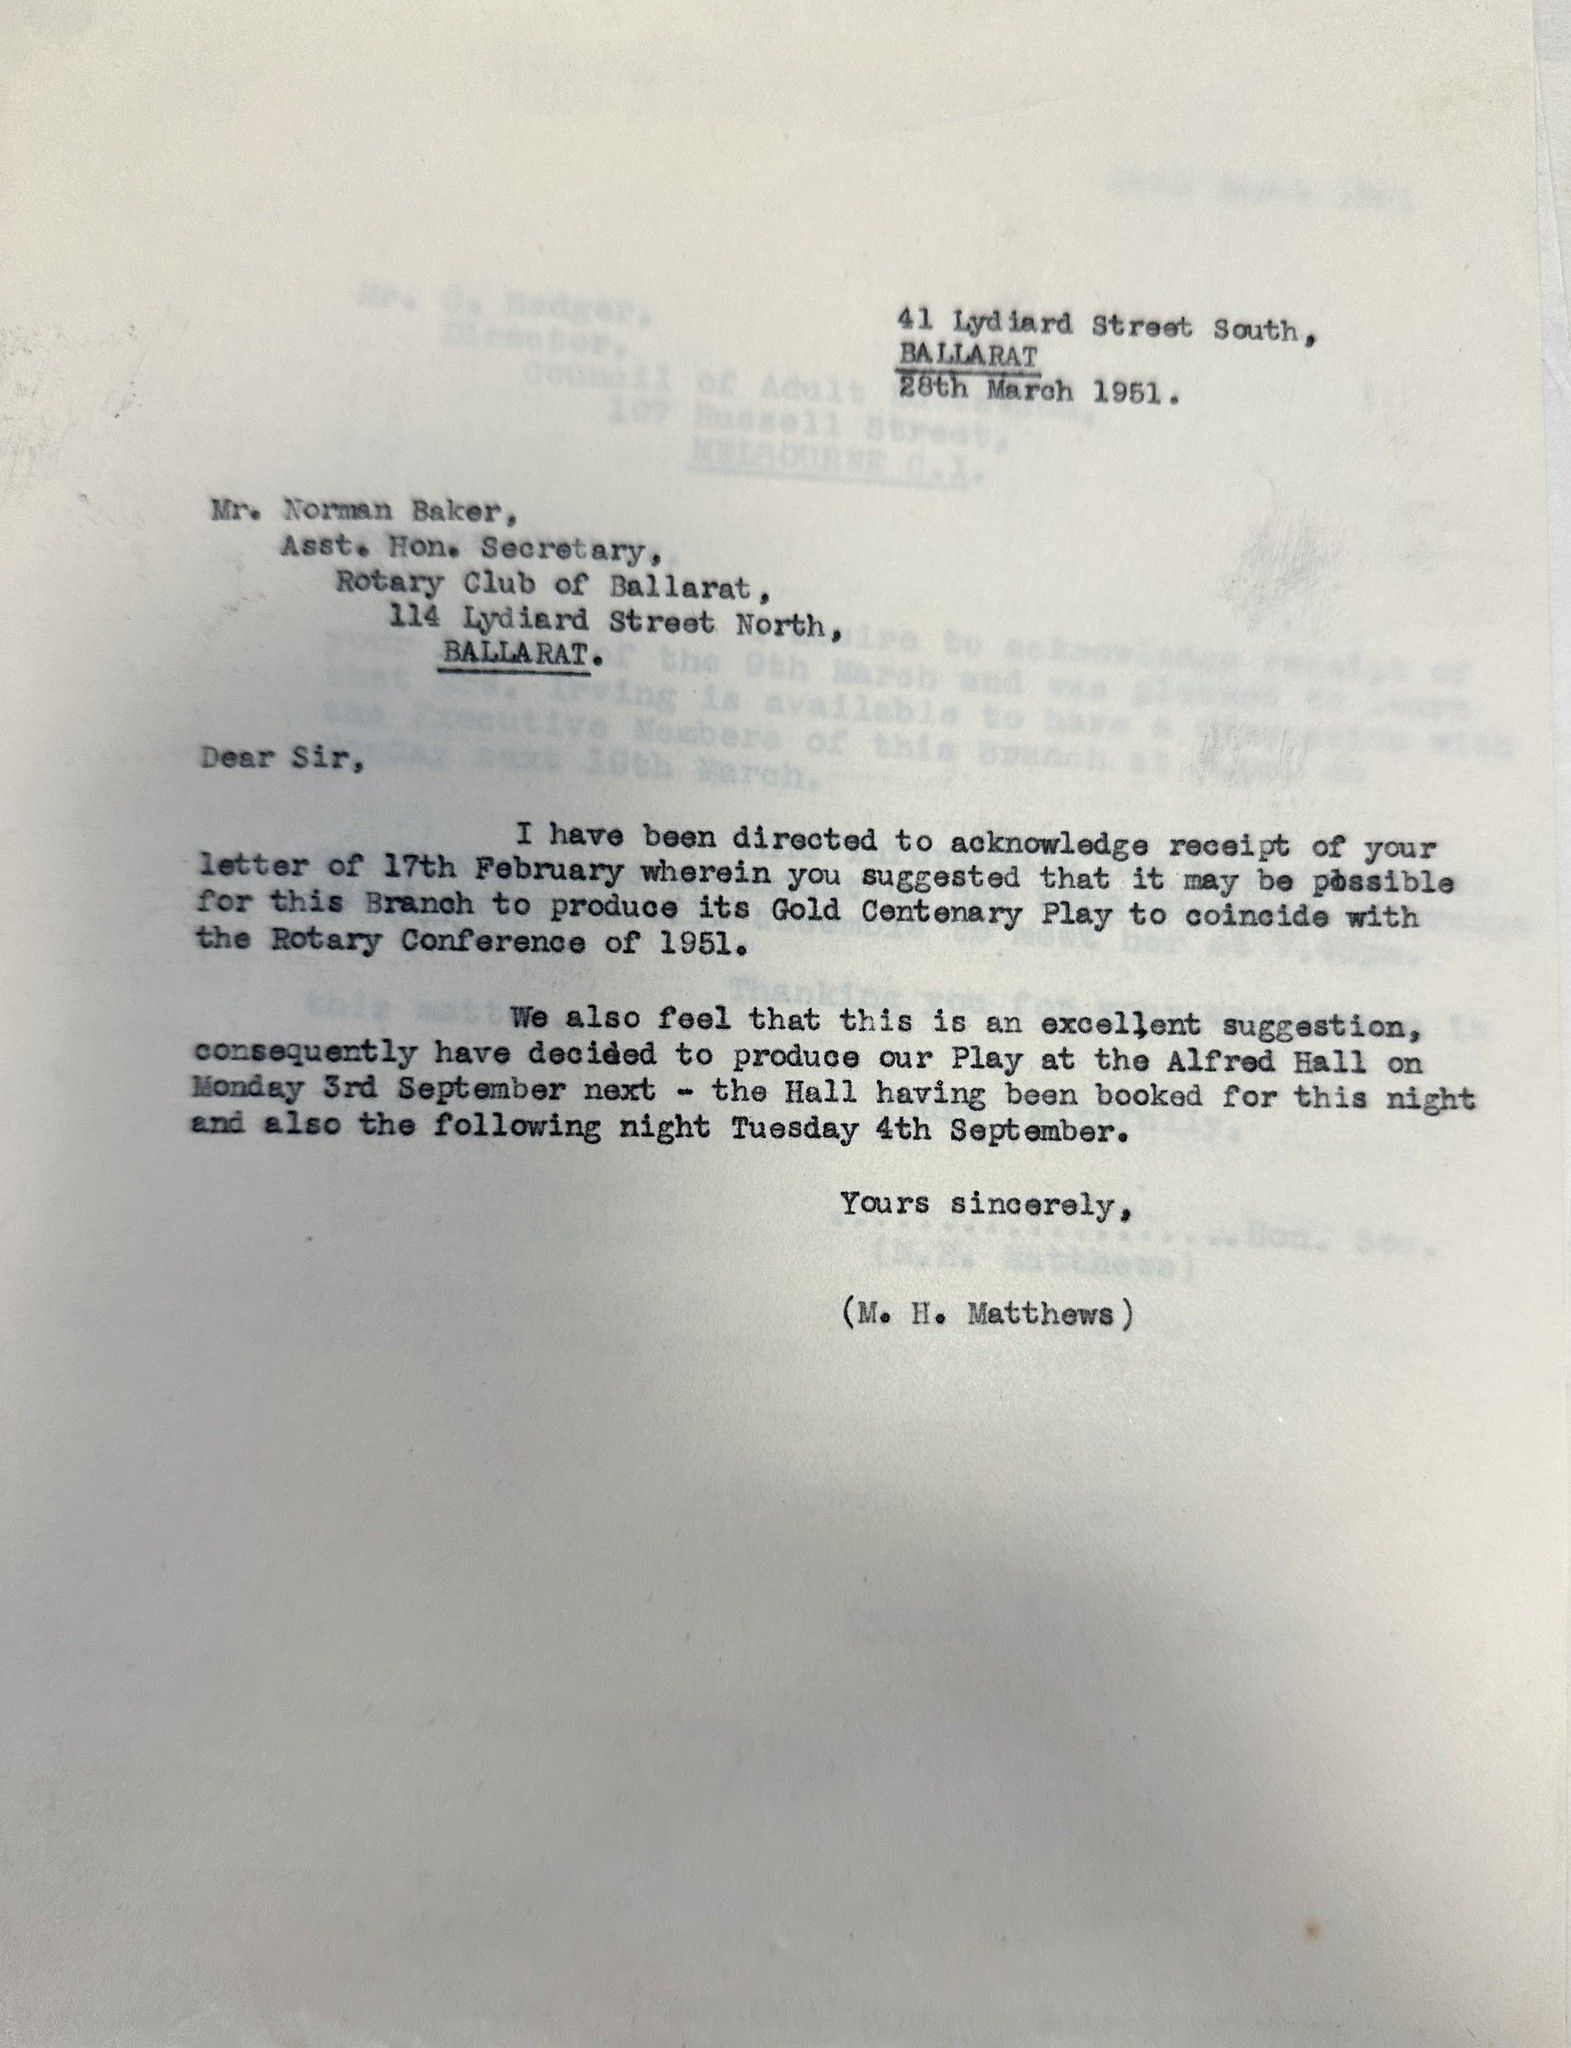 41 Lydiard Street South,
BALLARAT
28th March 1951.
Mr. Norman Baker,
Asst. Hon. Secretary,
Rotary Club of Ballarat,
114 Lydiard Street North,
BALLARAT.
Dear Sir,
I have been directed to acknowledge receipt of your
letter of 17th February wherein you suggested that it may be possible
for this Branch to produce its Gold Centenary Play to coincide with
the Rotary Conference of 1951.
We also feel that this is an excellent suggestion,
consequently have decided to produce our Play at the Alfred Hall on
Monday 3rd September next - the Hall having been booked for this night
and also the following night Tuesday 4th September.
Yours sincerely,
(M. H. Matthews)